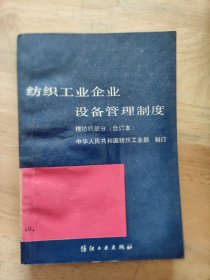 纺织工业企业
设备管理制度
棉纺织部分（合订本）
中华人民共和国纺织工业部 制订
纺织工业出版社